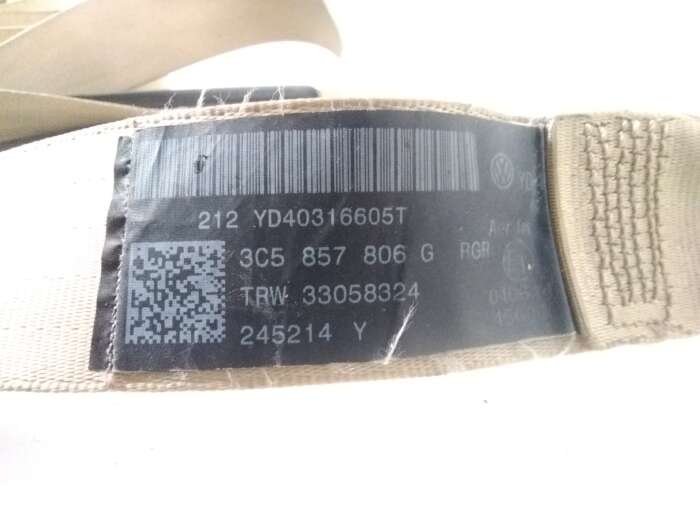 212 YD40316605T
3C5 857 806 G RGR
TRW 33058324
245214 Y